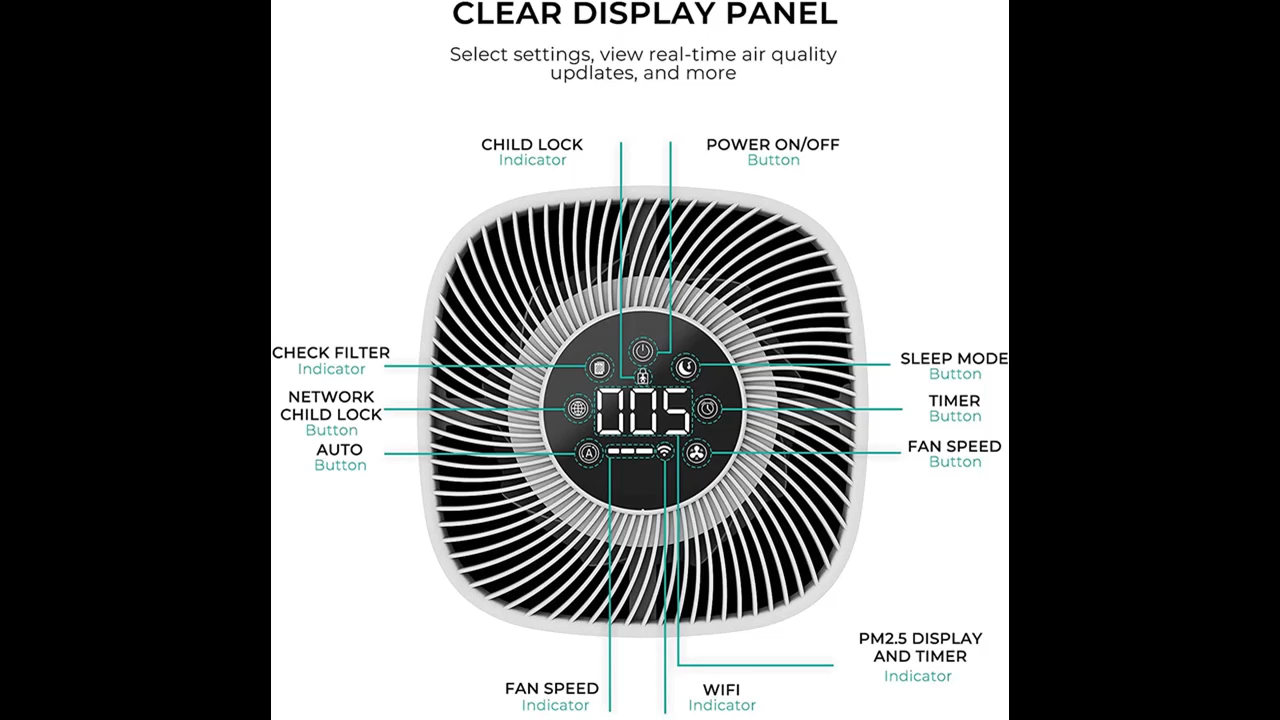 CLEAR DISPLAY PANEL
Select settings, view real-time air quality
updlates, and more
CHILD LOCK
Indicator
POWER ON/OFF
Button
CHECK FILTER
Indicator
SLEEP MODE
Button
NETWORK
CHILD LOCK
Button
TIMER
Button
AUTO
Button
FAN SPEED
Button
005
A
PM2.5 DISPLAY
AND TIMER
Indicator
FAN SPEED
Indicator
WIFI
Indicator